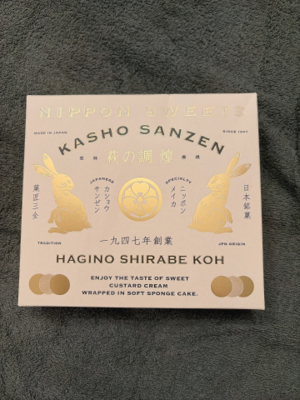 NIPPON SWEETS
MADE IN JAPAN
SINCE 1947
KASHO SANZEN
萩の調 煌
JAPANESE
SPECIALTY
菓匠三全
カショウ
サンゼン
ニッポン
メイカ
日本銘菓
TRADITION
一九四七年創業
JPN ORIGIN
HAGINO SHIRABE KOH
ENJOY THE TASTE OF SWEET
CUSTARD CREAM
WRAPPED IN SOFT SPONGE CAKE.